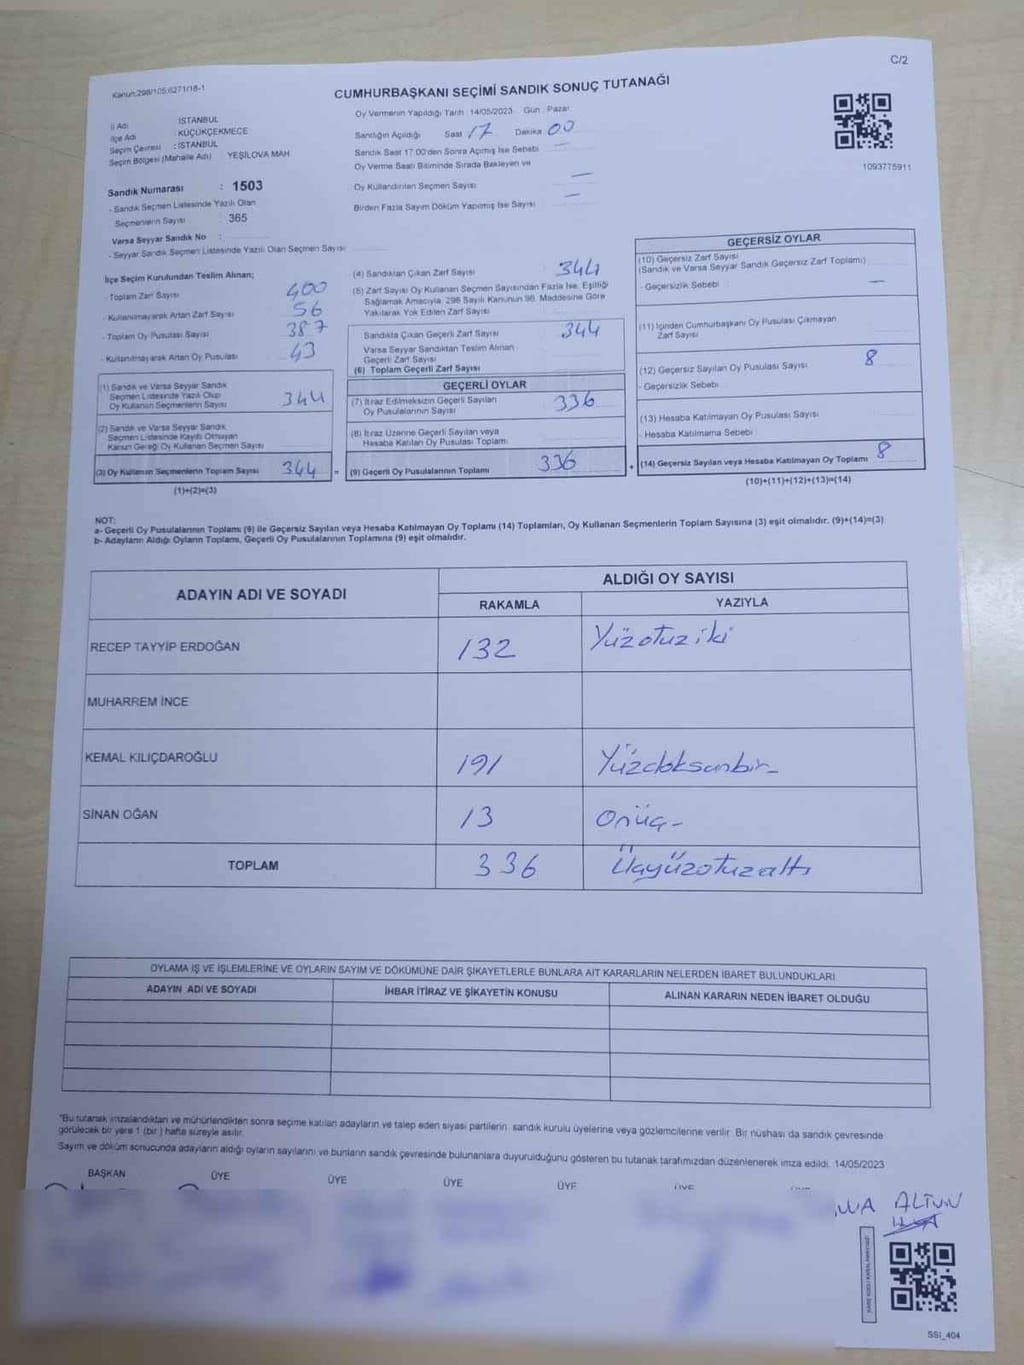 C/2
Kanun:298/105;6271/18-1
CUMHURBAŞKANI SEÇİMİ SANDIK SONUÇ TUTANAĞI
İl Adı İSTANBUL
İlçe Adı KÜÇÜKÇEKMECE
Seçim Çevresi : İSTANBUL
Seçim Bölgesi (Mahalle Adı) YEŞİLOVA MAH.
Oy Vermenin Yapıldığı Tarih : 14/05/2023 Gün : Pazar
Sandığın Açıldığı Saat 17 Dakika 00
Sandık Saat 17.00'den Sonra Açılmış İse Sebebi —
Oy Verme Saati Bitiminde Sırada Bekleyen ve
Oy Kullandırılan Seçmen Sayısı —
Birden Fazla Sayım Döküm Yapılmış İse Sayısı —
1093775911
Sandık Numarası : 1503
- Sandık Seçmen Listesinde Yazılı Olan
Seçmenlerin Sayısı : 365
Varsa Seyyar Sandık No :
- Seyyar Sandık Seçmen Listesinde Yazılı Olan Seçmen Sayısı
İlçe Seçim Kurulundan Teslim Alınan;
- Toplam Zarf Sayısı 400
- Kullanılmayarak Artan Zarf Sayısı 56
- Toplam Oy Pusulası Sayısı 387
- Kullanılmayarak Artan Oy Pusulası 43
(1) Sandık ve Varsa Seyyar Sandık
Seçmen Listesinde Yazılı Olup
Oy Kullanan Seçmenlerin Sayısı 344
(2) Sandık ve Varsa Seyyar Sandık
Seçmen Listesinde Kayıtlı Olmayan
Kanun Gereği Oy Kullanan Seçmen Sayısı
(3) Oy Kullanan Seçmenlerin Toplam Sayısı 344 =
(1)+(2)=(3)
(4) Sandıktan Çıkan Zarf Sayısı 344
(5) Zarf Sayısı Oy Kullanan Seçmen Sayısından Fazla İse, Eşitliği
Sağlamak Amacıyla, 298 Sayılı Kanunun 98. Maddesine Göre
Yakılarak Yok Edilen Zarf Sayısı
Sandıkta Çıkan Geçerli Zarf Sayısı 344
Varsa Seyyar Sandıktan Teslim Alınan
Geçerli Zarf Sayısı
(6) Toplam Geçerli Zarf Sayısı
GEÇERLİ OYLAR
(7) İtiraz Edilmeksizin Geçerli Sayılan
Oy Pusulalarının Sayısı 336
(8) İtiraz Üzerine Geçerli Sayılan veya
Hesaba Katılan Oy Pusulası Toplamı
(9) Geçerli Oy Pusulalarının Toplamı 336 +
GEÇERSİZ OYLAR
(10) Geçersiz Zarf Sayısı
(Sandık ve Varsa Seyyar Sandık Geçersiz Zarf Toplamı)
- Geçersizlik Sebebi —
(11) İçinden Cumhurbaşkanı Oy Pusulası Çıkmayan
Zarf Sayısı
(12) Geçersiz Sayılan Oy Pusulası Sayısı 8
- Geçersizlik Sebebi
(13) Hesaba Katılmayan Oy Pusulası Sayısı
- Hesaba Katılmama Sebebi
(14) Geçersiz Sayılan veya Hesaba Katılmayan Oy Toplamı 8
(10)+(11)+(12)+(13)=(14)
NOT:
a- Geçerli Oy Pusulalarının Toplamı (9) ile Geçersiz Sayılan veya Hesaba Katılmayan Oy Toplamı (14) Toplamları, Oy Kullanan Seçmenlerin Toplam Sayısına (3) eşit olmalıdır. (9)+(14)=(3)
b- Adayların Aldığı Oyların Toplamı, Geçerli Oy Pusulalarının Toplamına (9) eşit olmalıdır.
ADAYIN ADI VE SOYADI ALDIĞI OY SAYISI
RAKAMLA YAZIYLA
RECEP TAYYİP ERDOĞAN 132 Yüzotuziki
MUHARREM İNCE
KEMAL KILIÇDAROĞLU 191 Yüzdoksanbir
SİNAN OĞAN 13 Onüç
TOPLAM 336 Üçyüzotuzaltı
OYLAMA İŞ VE İŞLEMLERİNE VE OYLARIN SAYIM VE DÖKÜMÜNE DAİR ŞİKAYETLERLE BUNLARA AİT KARARLARIN NELERDEN İBARET BULUNDUKLARI
ADAYIN ADI VE SOYADI İHBAR İTİRAZ VE ŞİKAYETİN KONUSU ALINAN KARARIN NEDEN İBARET OLDUĞU
*Bu tutanak imzalandıktan ve mühürlendikten sonra seçime katılan adayların ve talep eden siyasi partilerin sandık kurulu üyelerine veya gözlemcilerine verilir. Bir nüshası da sandık çevresinde
görülecek bir yere 1 (bir) hafta süreyle asılır.
Sayım ve döküm sonucunda adayların aldığı oyların sayılarını ve bunların sandık çevresinde bulunanlara duyurulduğunu gösteren bu tutanak tarafımızdan düzenlenerek imza edildi. 14/05/2023
BAŞKAN ÜYE ÜYE ÜYE ÜYE ÜYE
ALTUN
SSI_404